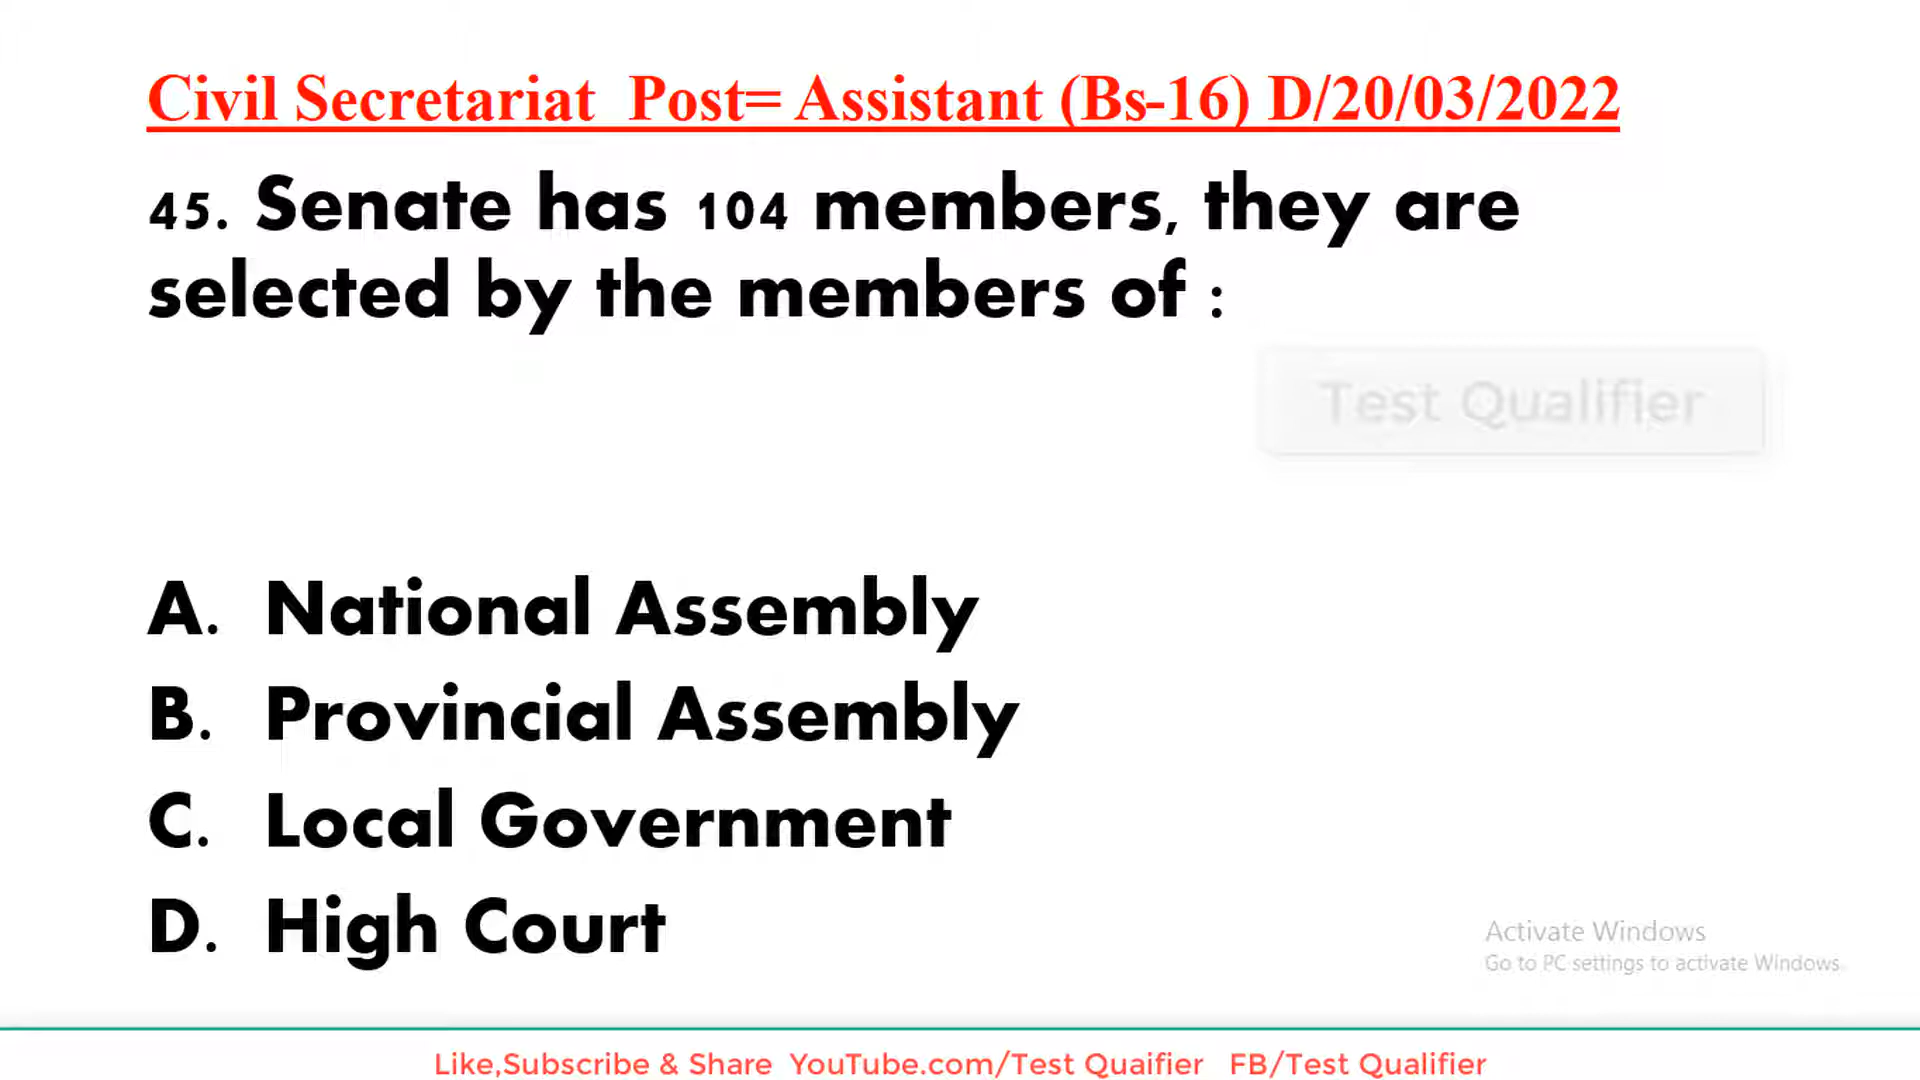 Civil Secretariat Post= Assistant (Bs-16) D/20/03/2022
45. Senate has 104 members, they are
selected by the members of :
Test Qualifier
A. National Assembly
B. Provincial Assembly
C. Local Government
D. High Court
Activate Windows
Go to PC settings to activate Windows.
Like,Subscribe & Share YouTube.com/Test Quaifier FB/Test Qualifier